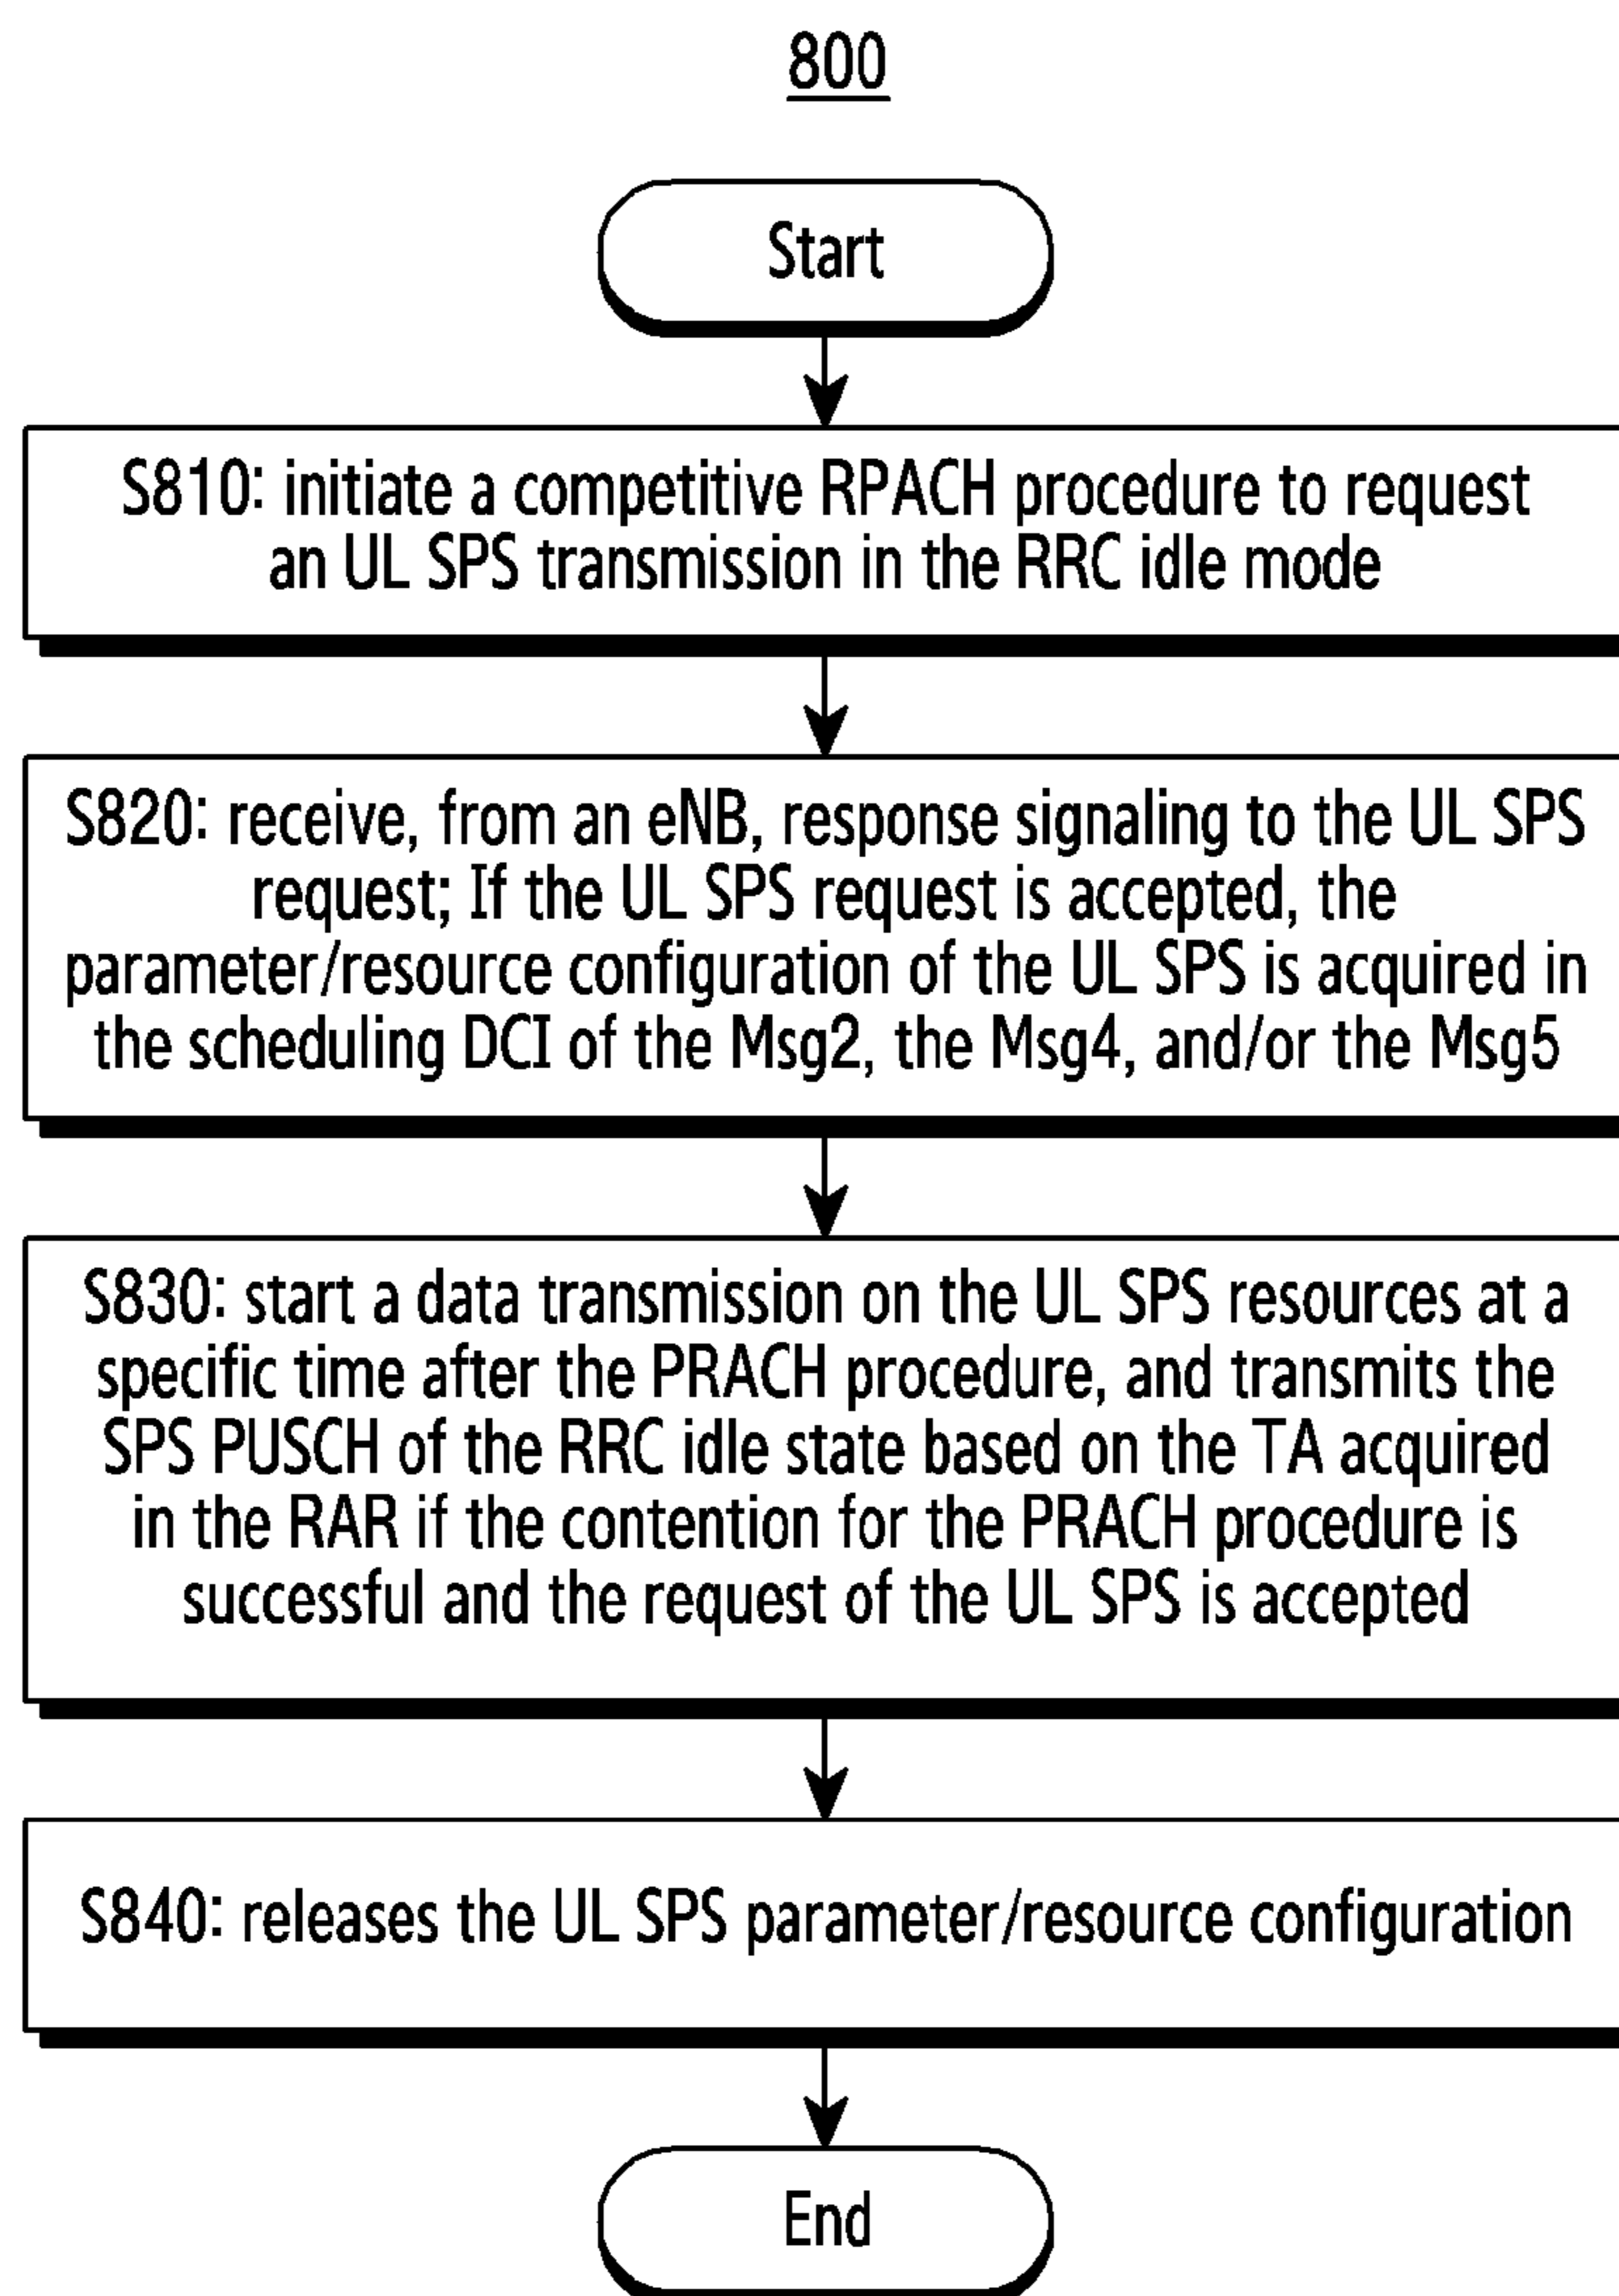 800
Start
S810: initiate a competitive RPACH procedure to request
an UL SPS transmission in the RRC idle mode
S820: receive, from an eNB, response signaling to the UL SPS
request; If the UL SPS request is accepted, the
parameter/resource configuration of the UL SPS is acquired in
the scheduling DCI of the Msg2, the Msg4, and/or the Msg5
S830: start a data transmission on the UL SPS resources at a
specific time after the PRACH procedure, and transmits the
SPS PUSCH of the RRC idle state based on the TA acquired
in the RAR if the contention for the PRACH procedure is
successful and the request of the UL SPS is accepted
S840: releases the UL SPS parameter/resource configuration
End